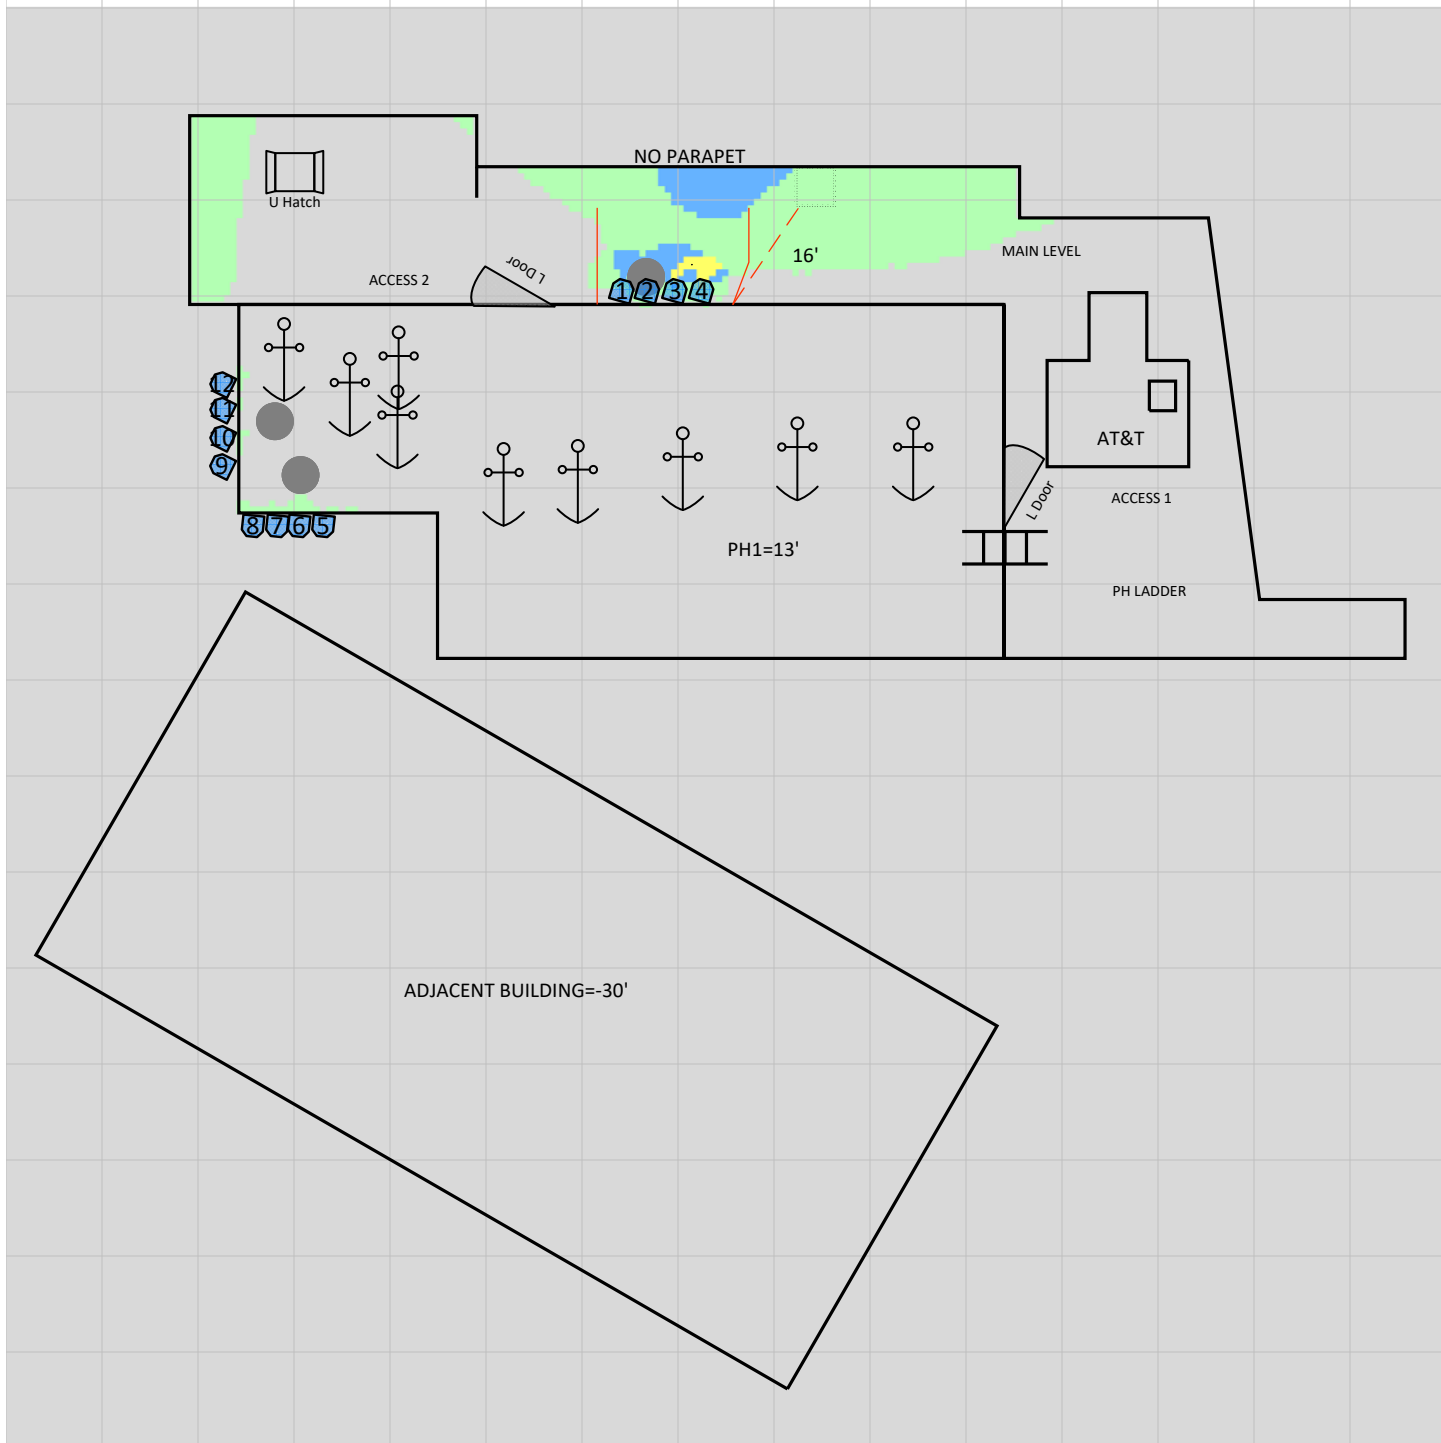 NO PARAPET
U Hatch
MAIN LEVEL
16'
L Door
ACCESS 2
1 2 3 4
12
11
10
9
AT&T
L Door
ACCESS 1
8 7 6 5
PH1=13'
PH LADDER
ADJACENT BUILDING=-30'